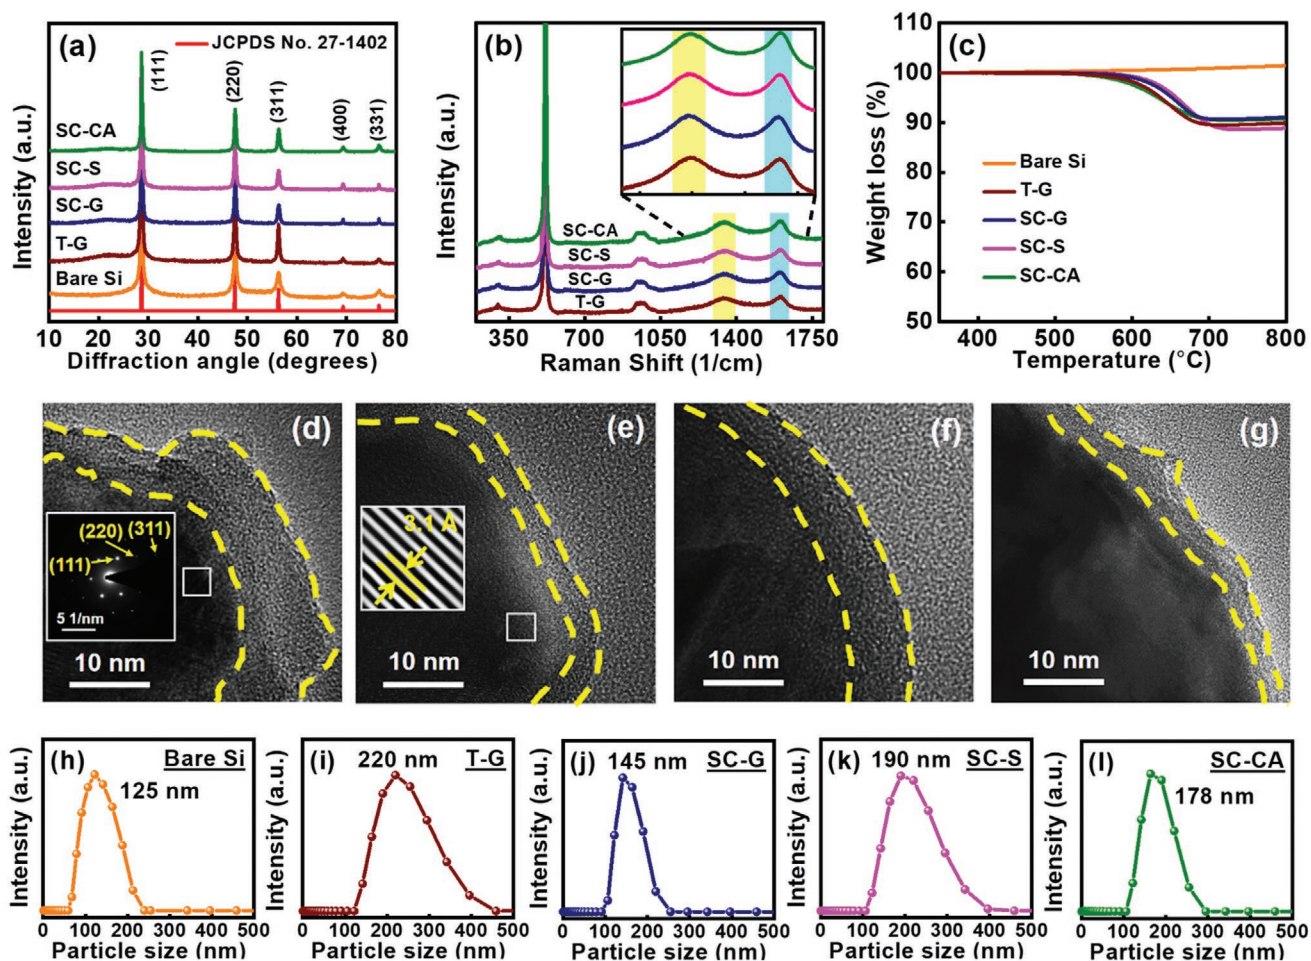 (a)
JCPDS No. 27-1402
(111)
(220)
(311)
(400)
(331)
SC-CA
SC-S
SC-G
T-G
Bare Si
Intensity (a.u.)
10 20 30 40 50 60 70 80
Diffraction angle (degrees)
(b)
SC-CA
SC-S
SC-G
T-G
Intensity (a.u.)
350 700 1050 1400 1750
Raman Shift (1/cm)
(c)
110
100
90
80
70
60
50
Weight loss (%)
Bare Si
T-G
SC-G
SC-S
SC-CA
400 500 600 700 800
Temperature (°C)
(d)
(220) (311)
(111)
5 1/nm
10 nm
(e)
3.1 Å
10 nm
(f)
10 nm
(g)
10 nm
(h) Bare Si
125 nm
Intensity (a.u.)
0 100 200 300 400 500
Particle size (nm)
(i) 220 nm T-G
Intensity (a.u.)
0 100 200 300 400 500
Particle size (nm)
(j) 145 nm SC-G
Intensity (a.u.)
0 100 200 300 400 500
Particle size (nm)
(k) 190 nm SC-S
Intensity (a.u.)
0 100 200 300 400 500
Particle size (nm)
(l) SC-CA
178 nm
Intensity (a.u.)
0 100 200 300 400 500
Particle size (nm)